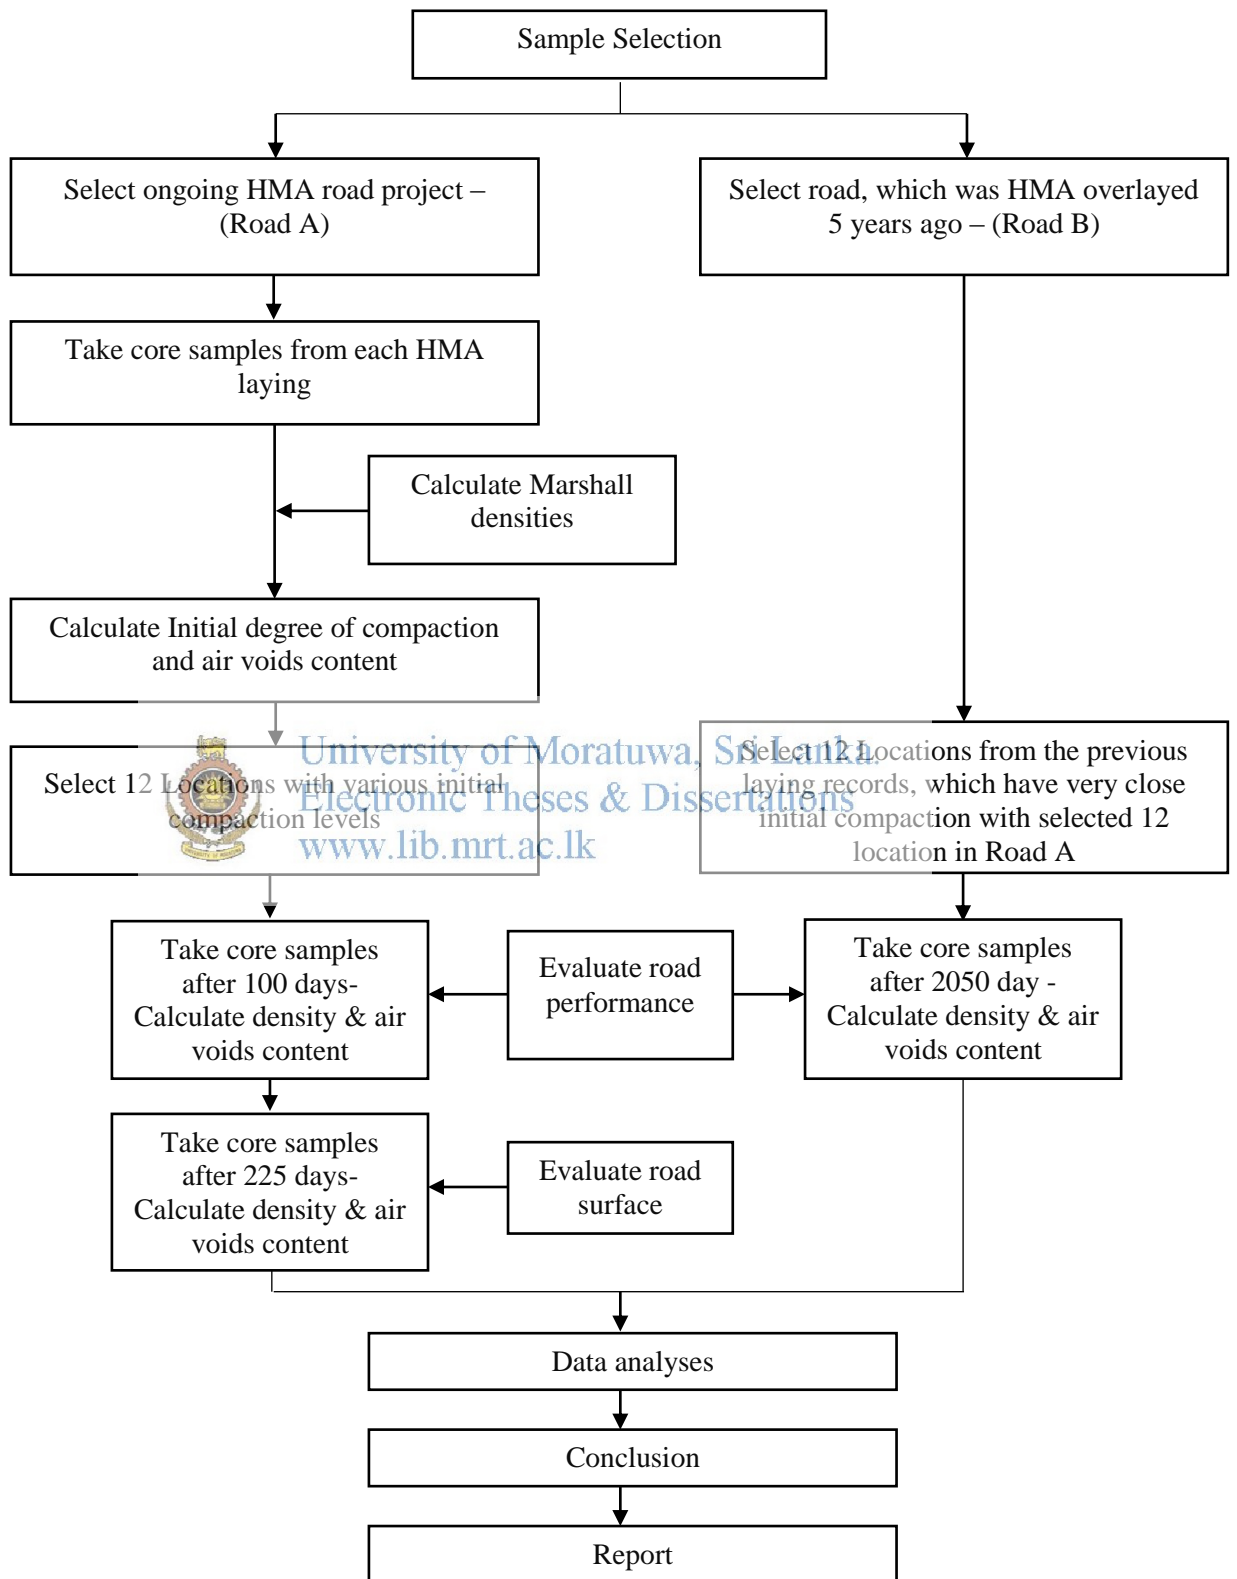 Sample Selection
Select ongoing HMA road project –
(Road A)
Select road, which was HMA overlayed
5 years ago – (Road B)
Take core samples from each HMA
laying
Calculate Marshall
densities
Calculate Initial degree of compaction
and air voids content
Select 12 Locations with various initial
compaction levels
University of Moratuwa, Sri Lanka.
Electronic Theses & Dissertations
www.lib.mrt.ac.lk
Select 12 Locations from the previous
laying records, which have very close
initial compaction with selected 12
location in Road A
Take core samples
after 100 days-
Calculate density & air
voids content
Evaluate road
performance
Take core samples
after 2050 day -
Calculate density & air
voids content
Take core samples
after 225 days-
Calculate density & air
voids content
Evaluate road
surface
Data analyses
Conclusion
Report